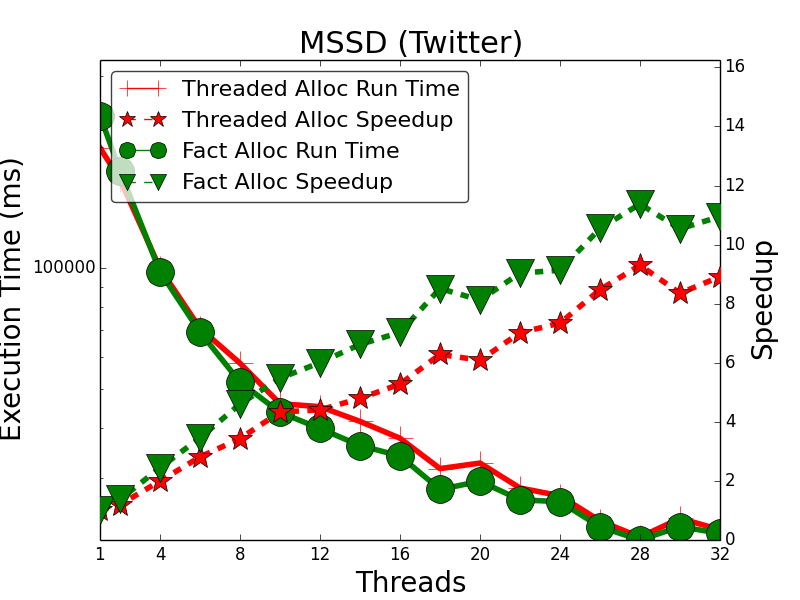 MSSD (Twitter)
Threaded Alloc Run Time
Threaded Alloc Speedup
Fact Alloc Run Time
Fact Alloc Speedup
Execution Time (ms)
100000
16
14
12
10
8
6
4
2
0
Speedup
1 4 8 12 16 20 24 28 32
Threads